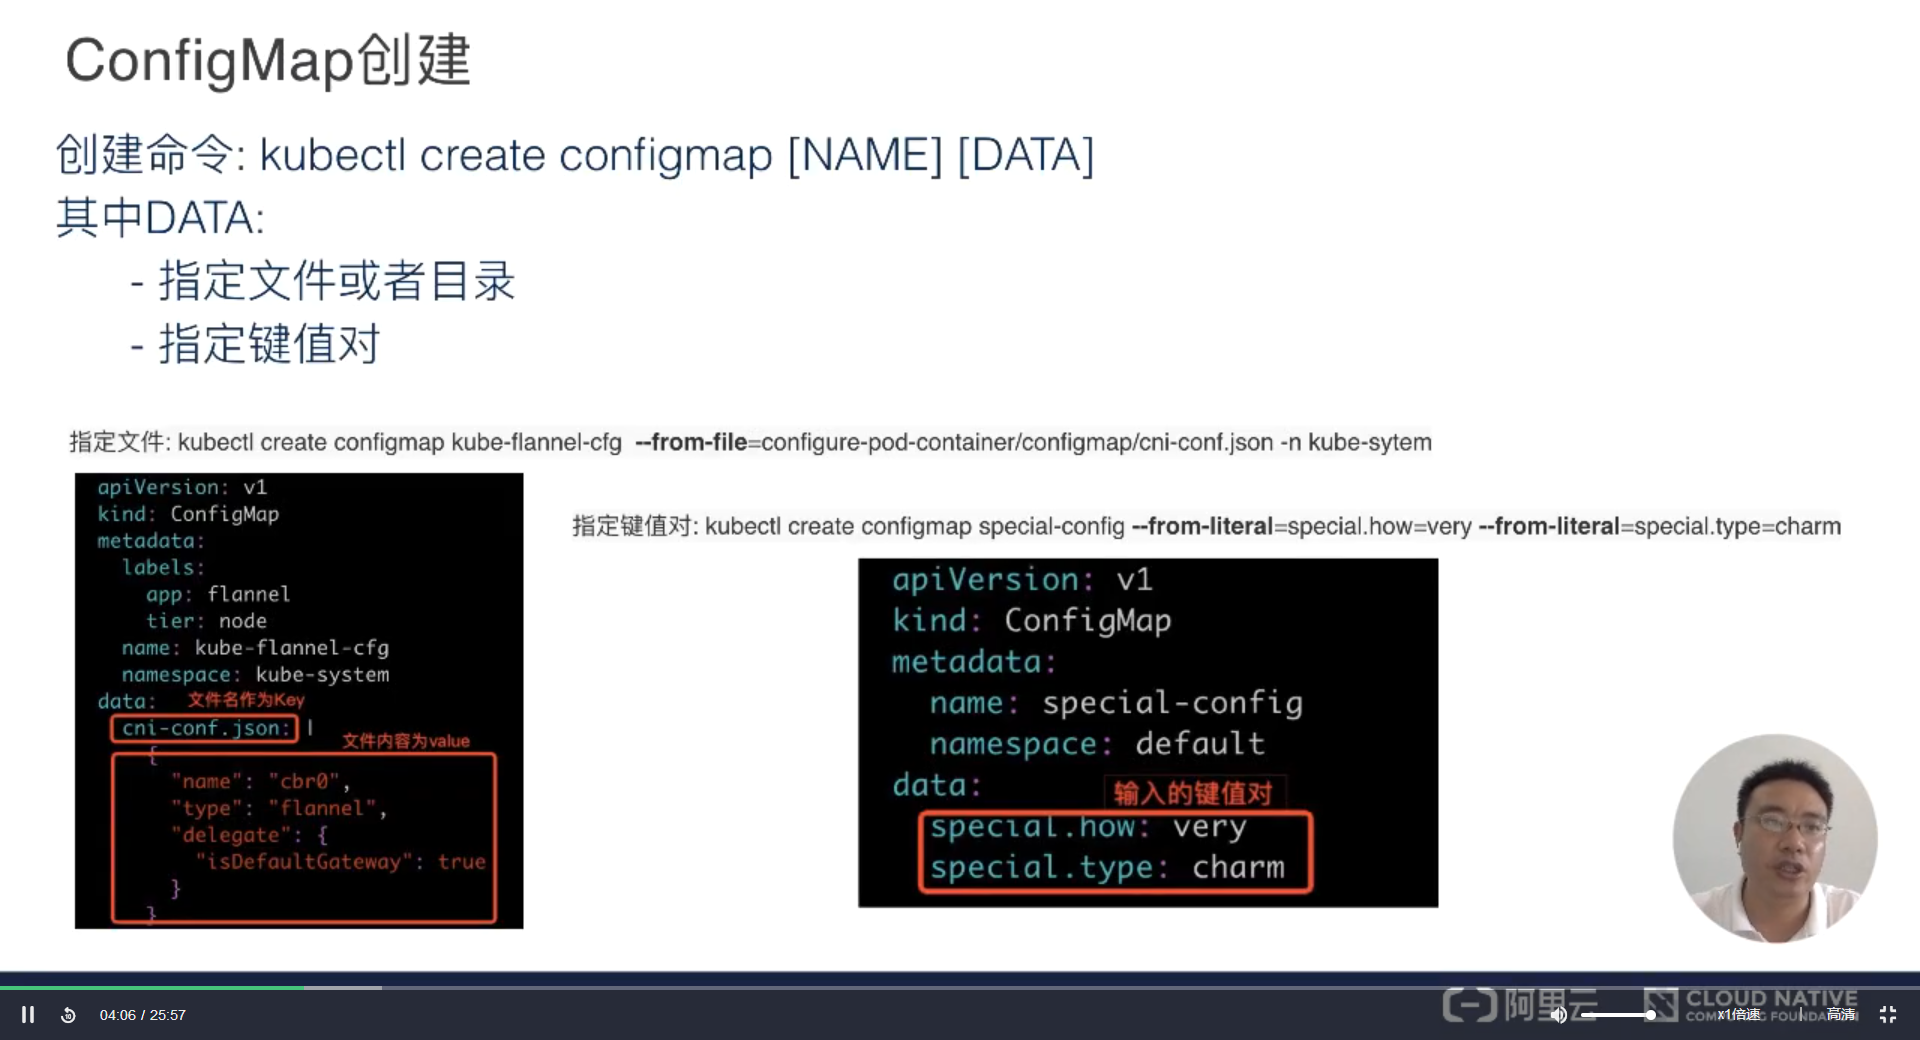 ConfigMap创建
创建命令: kubectl create configmap [NAME] [DATA]
其中DATA:
- 指定文件或者目录
- 指定键值对
指定文件: kubectl create configmap kube-flannel-cfg --from-file=configure-pod-container/configmap/cni-conf.json -n kube-sytem
apiVersion: v1
kind: ConfigMap
metadata:
labels:
app: flannel
tier: node
name: kube-flannel-cfg
namespace: kube-system
data: 文件名作为Key
cni-conf.json: |
文件内容为value
{
"name": "cbr0",
"type": "flannel",
"delegate": {
"isDefaultGateway": true
}
}
指定键值对: kubectl create configmap special-config --from-literal=special.how=very --from-literal=special.type=charm
apiVersion: v1
kind: ConfigMap
metadata:
name: special-config
namespace: default
data:
输入的键值对
special.how: very
special.type: charm
04:06 / 25:57
阿里云
CLOUD NATIVE
COMPUTING FOUNDATION
x1倍速
高清